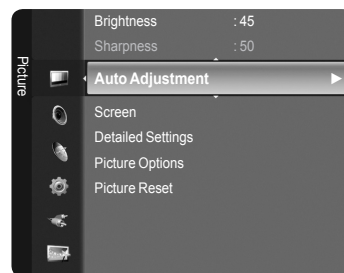 Picture
Brightness : 45
Sharpness : 50
Auto Adjustment
Screen
Detailed Settings
Picture Options
Picture Reset